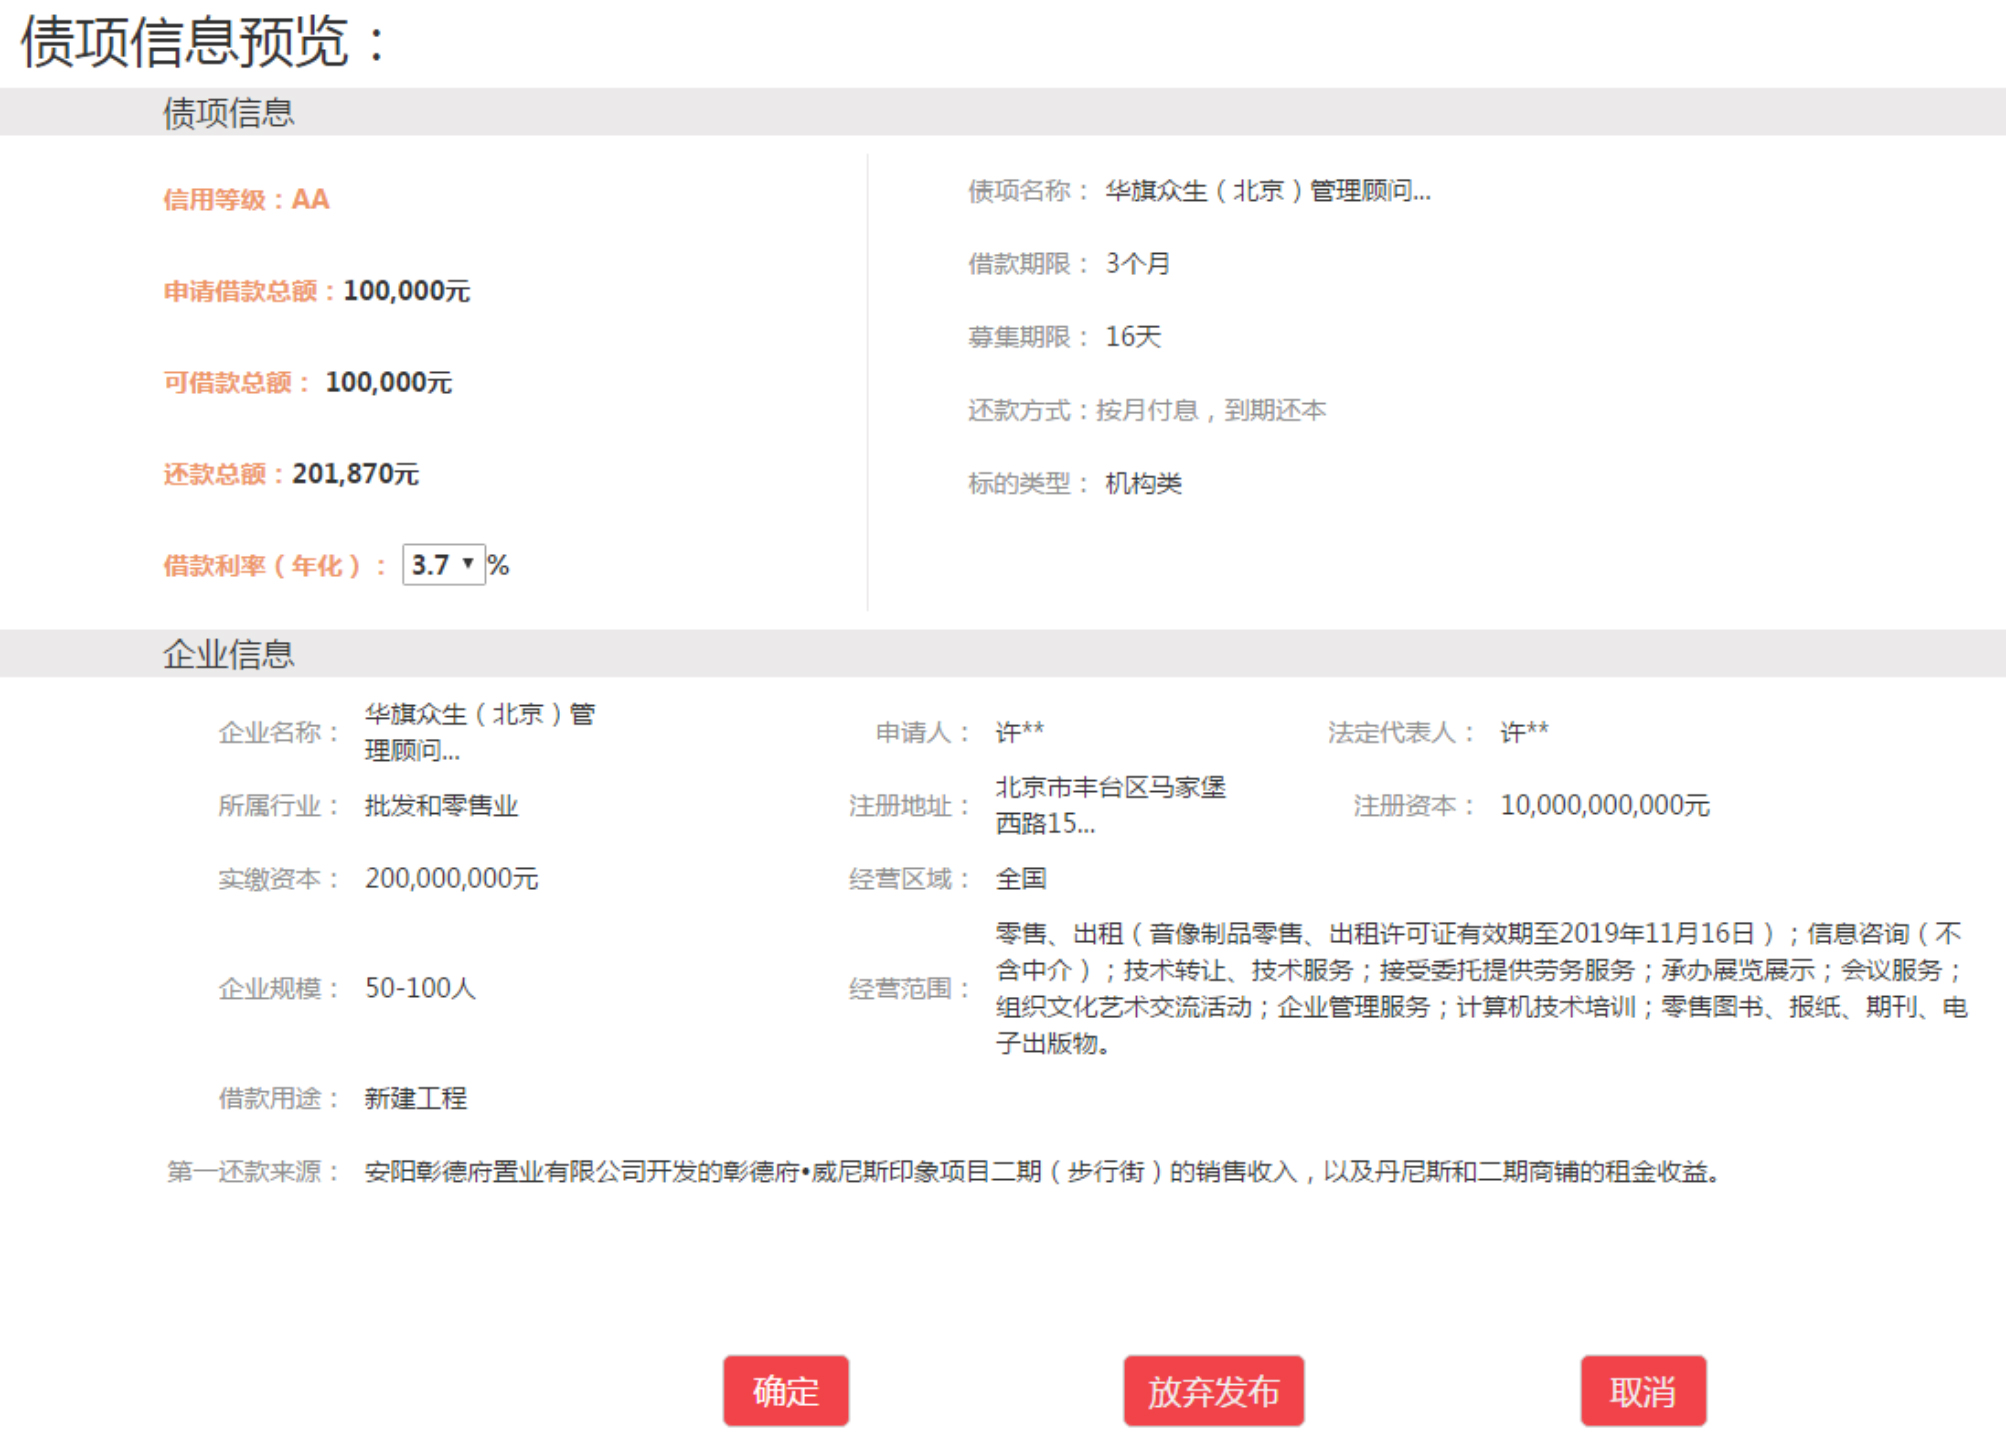 债项信息预览：
债项信息
信用等级：AA
申请借款总额：100,000元
可借款总额： 100,000元
还款总额：201,870元
借款利率（年化）： 3.7 %
债项名称： 华旗众生（北京）管理顾问...
借款期限： 3个月
募集期限： 16天
还款方式：按月付息，到期还本
标的类型： 机构类
企业信息
企业名称： 华旗众生（北京）管
理顾问...
申请人： 许**
法定代表人： 许**
所属行业： 批发和零售业
注册地址： 北京市丰台区马家堡
西路15...
注册资本： 10,000,000,000元
实缴资本： 200,000,000元
经营区域： 全国
企业规模： 50-100人
经营范围： 零售、出租（音像制品零售、出租许可证有效期至2019年11月16日）；信息咨询（不
含中介）；技术转让、技术服务；接受委托提供劳务服务；承办展览展示；会议服务；
组织文化艺术交流活动；企业管理服务；计算机技术培训；零售图书、报纸、期刊、电
子出版物。
借款用途： 新建工程
第一还款来源： 安阳彰德府置业有限公司开发的彰德府•威尼斯印象项目二期（步行街）的销售收入，以及丹尼斯和二期商铺的租金收益。
确定
放弃发布
取消